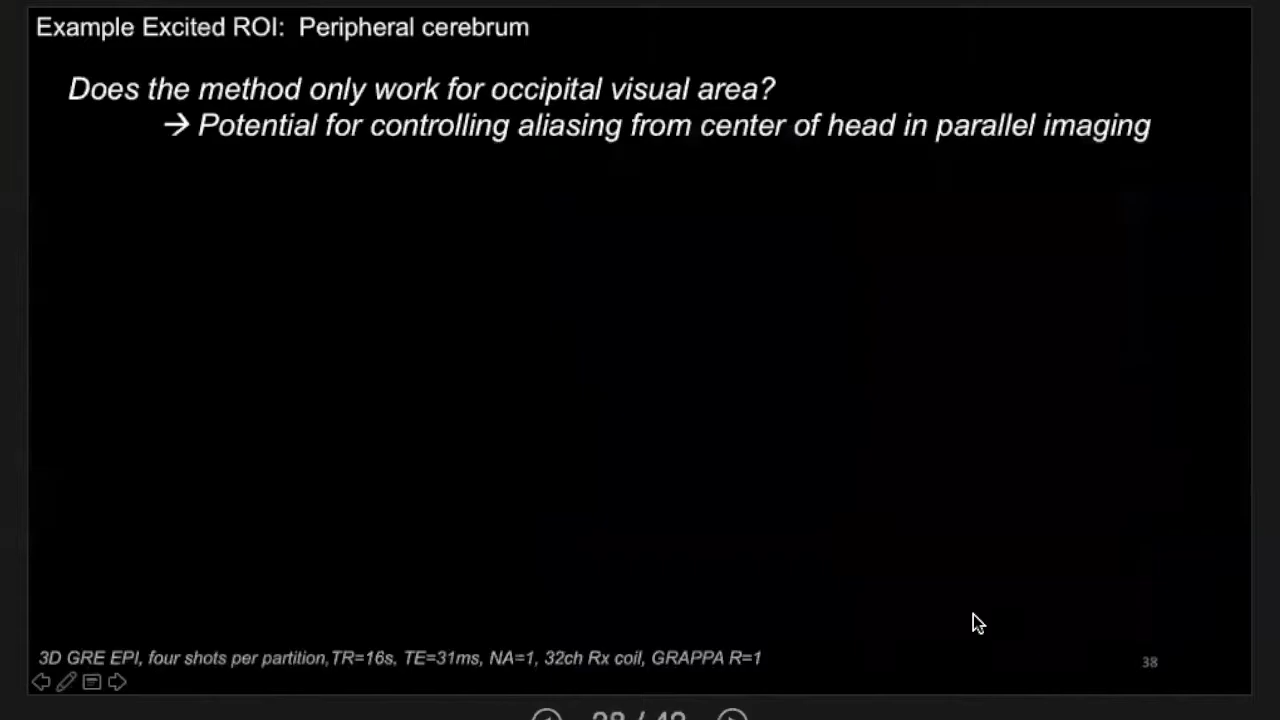 Example Excited ROI: Peripheral cerebrum
Does the method only work for occipital visual area?
→ Potential for controlling aliasing from center of head in parallel imaging
3D GRE EPI, four shots per partition, TR=16s, TE=31ms, NA=1, 32ch Rx coil, GRAPPA R=1
38